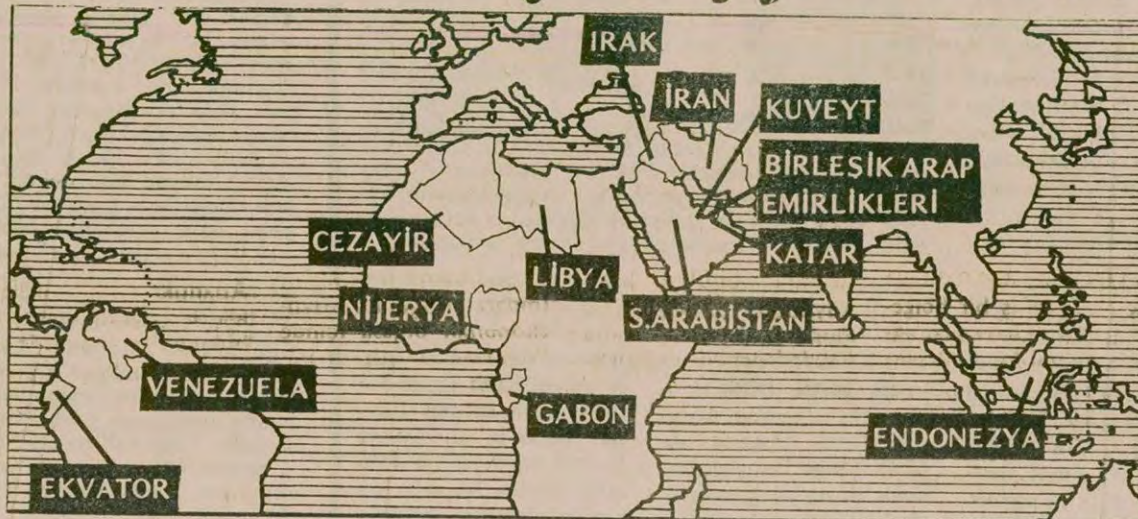 IRAK
İRAN
KUVEYT
BİRLEŞİK ARAP
EMİRLİKLERİ
KATAR
CEZAYİR
LİBYA
NİJERYA
S.ARABİSTAN
VENEZUELA
GABON
ENDONEZYA
EKVATOR